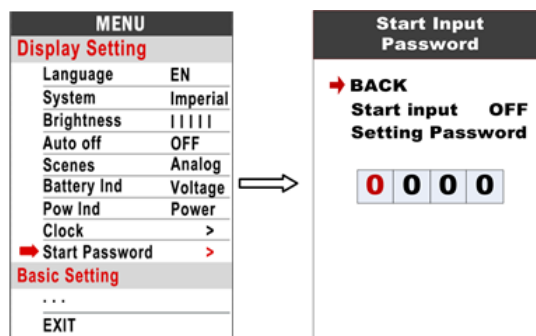 MENU
Display Setting
Language EN
System Imperial
Brightness I I I I I
Auto off OFF
Scenes Analog
Battery Ind Voltage
Pow Ind Power
Clock >
Start Password >
Basic Setting
...
EXIT
Start Input
Password
BACK
Start input OFF
Setting Password
0 0 0 0